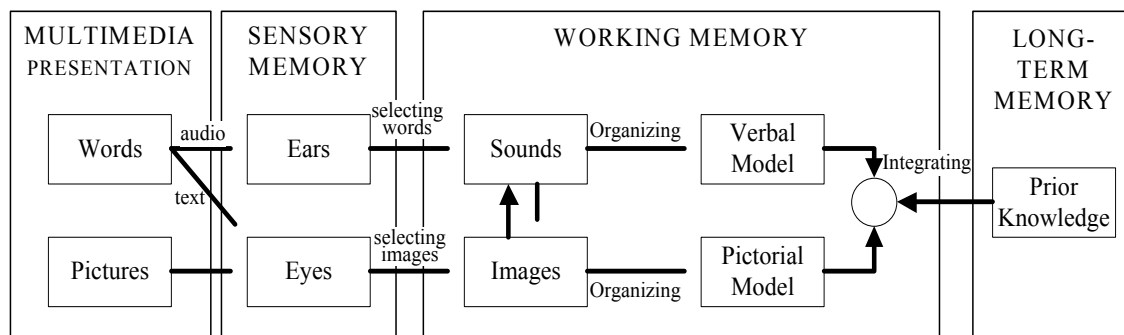 MULTIMEDIA
PRESENTATION
SENSORY
MEMORY
WORKING MEMORY
LONG-
TERM
MEMORY
Words
audio
text
Ears
selecting
words
Sounds
Organizing
Verbal
Model
Integrating
Prior
Knowledge
Pictures
Eyes
selecting
images
Images
Organizing
Pictorial
Model